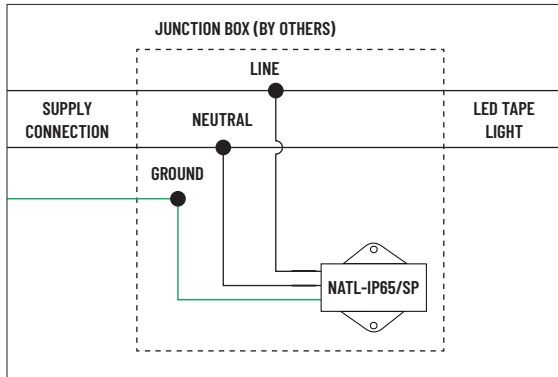 JUNCTION BOX (BY OTHERS)
LINE
SUPPLY
CONNECTION
NEUTRAL
LED TAPE
LIGHT
GROUND
NATL-IP65/SP